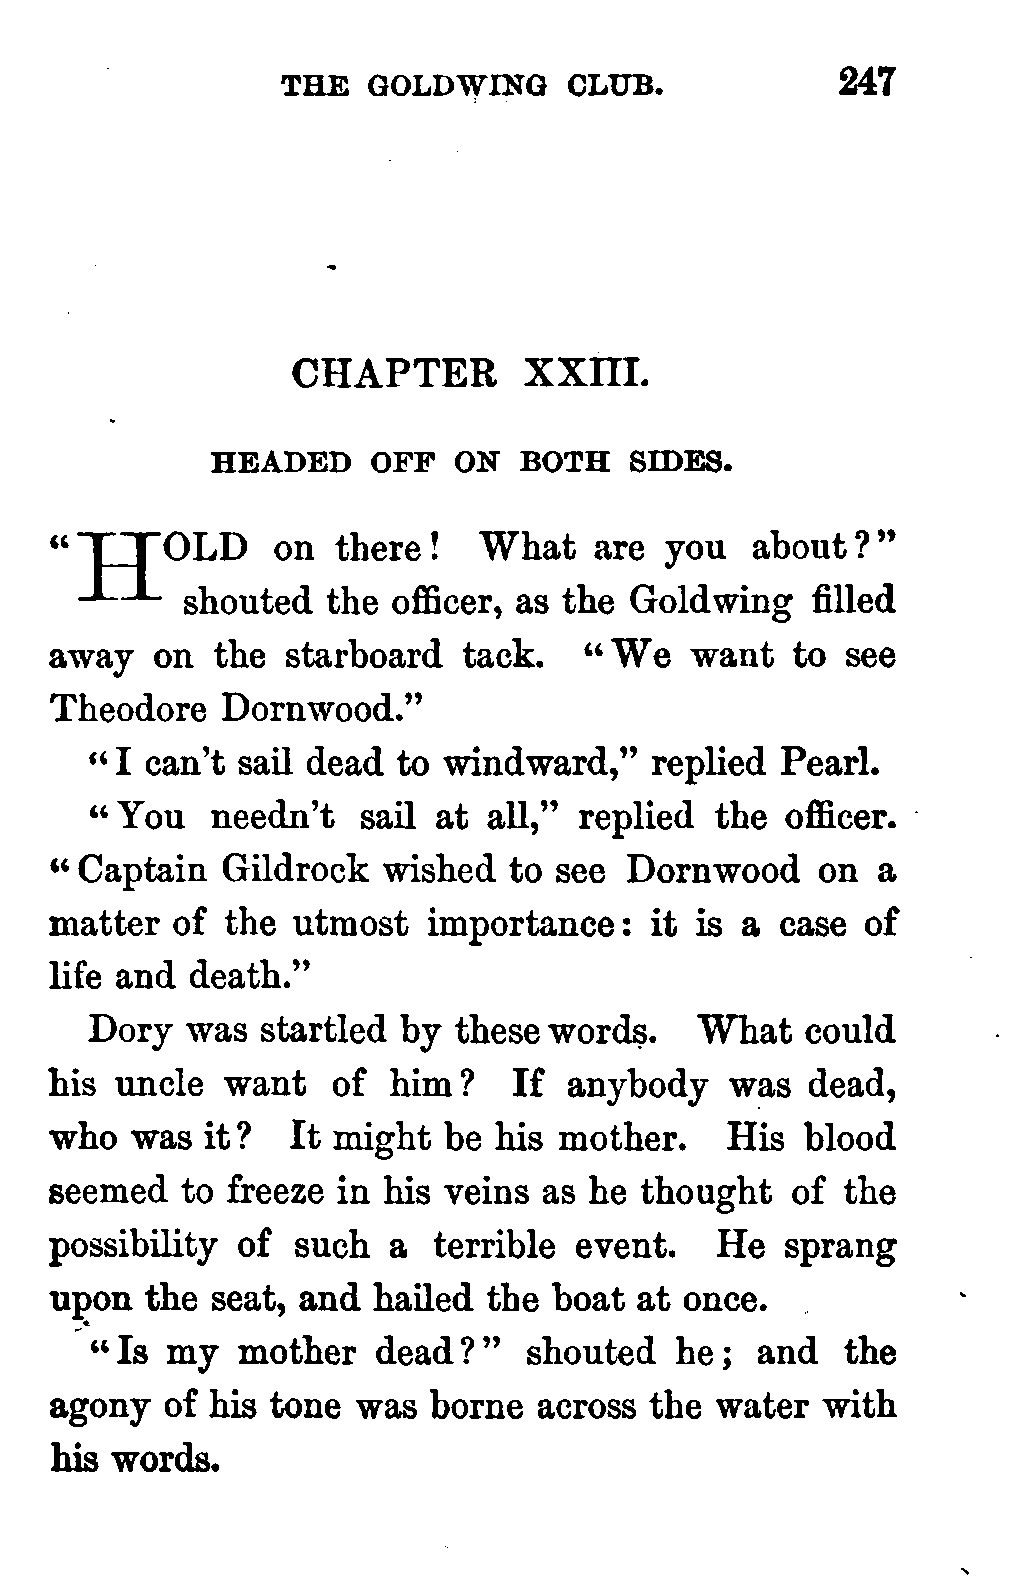 THE GOLDWING CLUB. 247
CHAPTER XXIII.
HEADED OFF ON BOTH SIDES.
“HOLD on there! What are you about?”
shouted the officer, as the Goldwing filled
away on the starboard tack. “We want to see
Theodore Dornwood.”
“I can’t sail dead to windward,” replied Pearl.
“You needn’t sail at all,” replied the officer.
“Captain Gildrock wished to see Dornwood on a
matter of the utmost importance: it is a case of
life and death.”
Dory was startled by these words. What could
his uncle want of him? If anybody was dead,
who was it? It might be his mother. His blood
seemed to freeze in his veins as he thought of the
possibility of such a terrible event. He sprang
upon the seat, and hailed the boat at once.
“Is my mother dead?” shouted he; and the
agony of his tone was borne across the water with
his words.